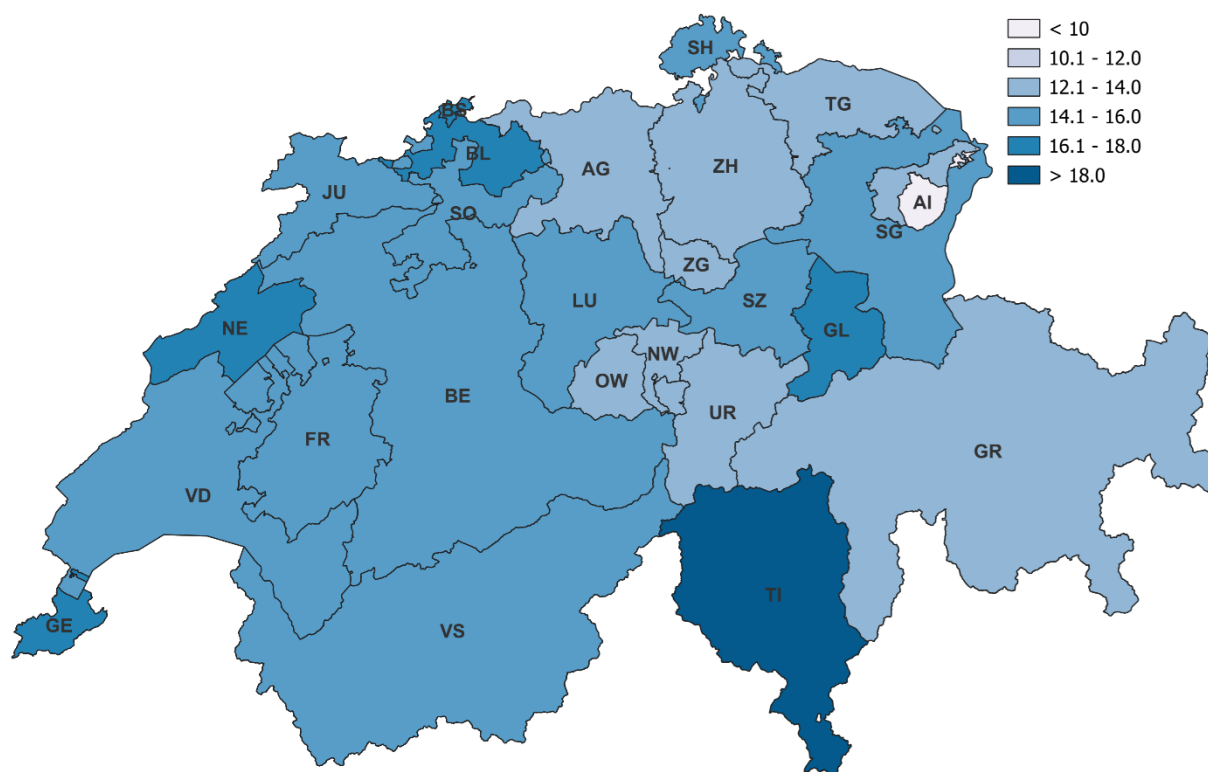 SH
< 10
10.1 - 12.0
12.1 - 14.0
14.1 - 16.0
16.1 - 18.0
> 18.0
TG
BS
BL
AG
ZH
JU
SO
AI
SG
ZG
LU
SZ
NE
GL
NW
OW
BE
UR
FR
GR
VD
TI
GE
VS